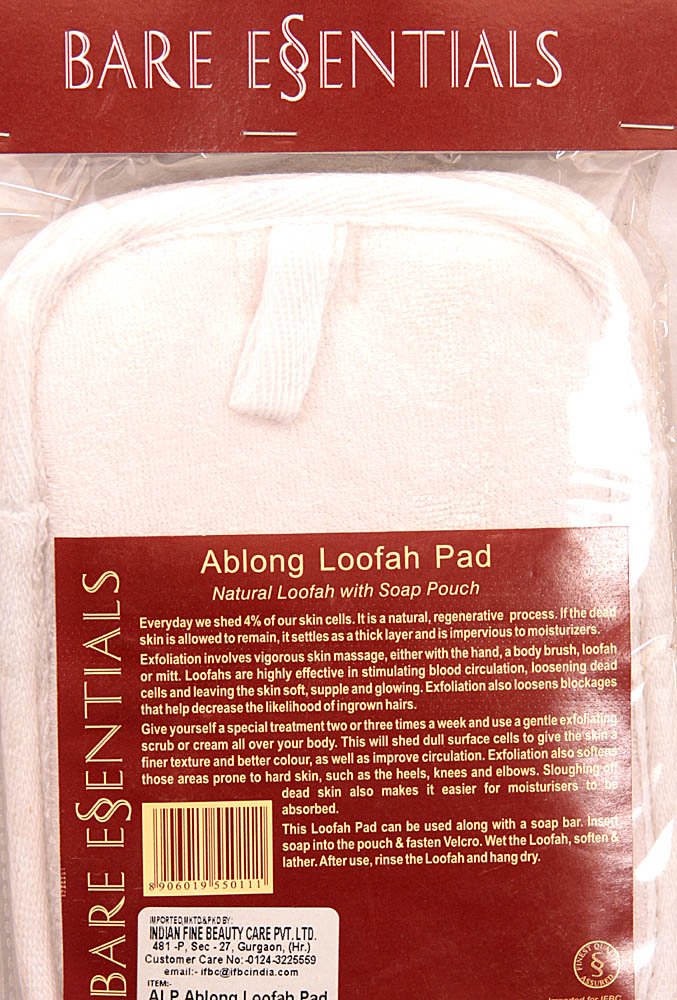 BARE ESSENTIALS
Ablong Loofah Pad
Natural Loofah with Soap Pouch
Everyday we shed 4% of our skin cells. It is a natural, regenerative process. If the dead
skin is allowed to remain, it settles as a thick layer and is impervious to moisturizers.
Exfoliation involves vigorous skin massage, either with the hand, a body brush, loofah
or mitt. Loofahs are highly effective in stimulating blood circulation, loosening dead
cells and leaving the skin soft, supple and glowing. Exfoliation also loosens blockages
that help decrease the likelihood of ingrown hairs.
Give yourself a special treatment two or three times a week and use a gentle exfoliating
scrub or cream all over your body. This will shed dull surface cells to give the skin a
finer texture and better colour, as well as improve circulation. Exfoliation also softens
those areas prone to hard skin, such as the heels, knees and elbows. Sloughing off
dead skin also makes it easier for moisturisers to be
absorbed.
This Loofah Pad can be used along with a soap bar. Insert
soap into the pouch & fasten Velcro. Wet the Loofah, soften &
lather. After use, rinse the Loofah and hang dry.
BARE ESSENTIALS
8 906019 550111
IMPORTED, MKTD & PKD BY:
INDIAN FINE BEAUTY CARE PVT. LTD.
481 -P, Sec - 27, Gurgaon, (Hr.)
Customer Care No:-0124-3225559
email:- ifbc@ifbcindia.com
ITEM:-
ALP Ablong Loofah Pad
FINEST QUALITY
ASSURED
Imported for IFBC